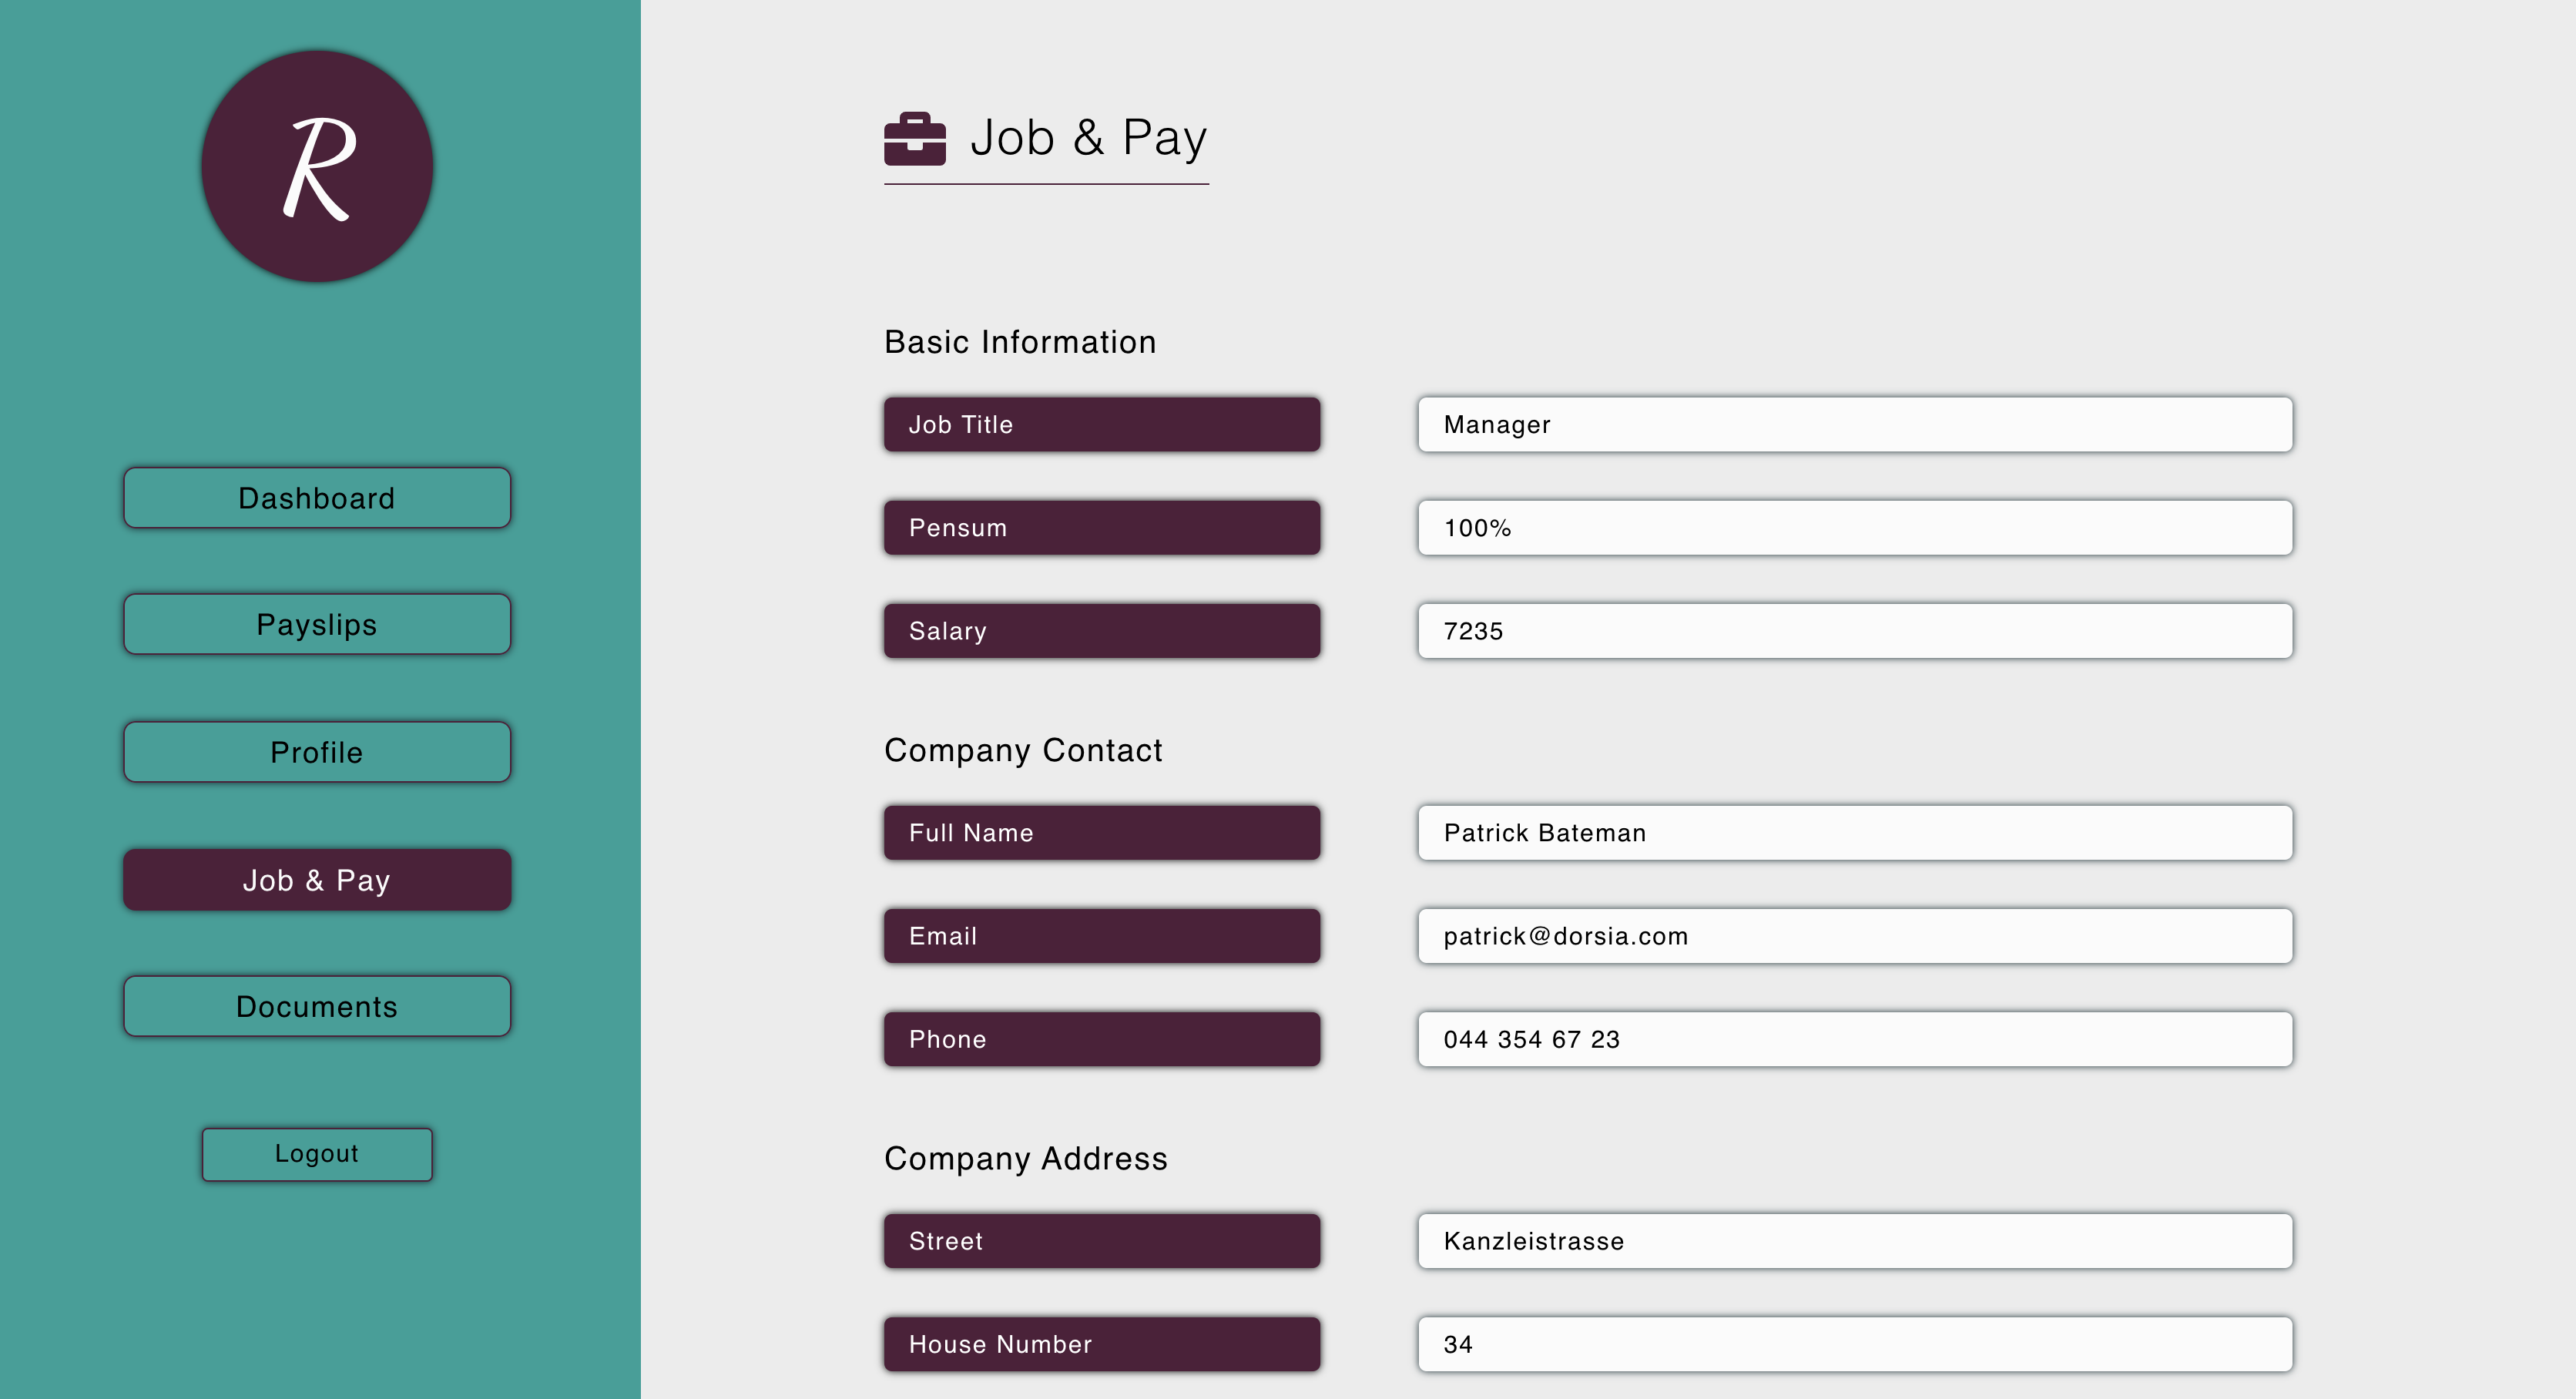 R
Dashboard
Payslips
Profile
Job & Pay
Documents
Logout
Job & Pay
Basic Information
Job Title Manager
Pensum 100%
Salary 7235
Company Contact
Full Name Patrick Bateman
Email patrick@dorsia.com
Phone 044 354 67 23
Company Address
Street Kanzleistrasse
House Number 34